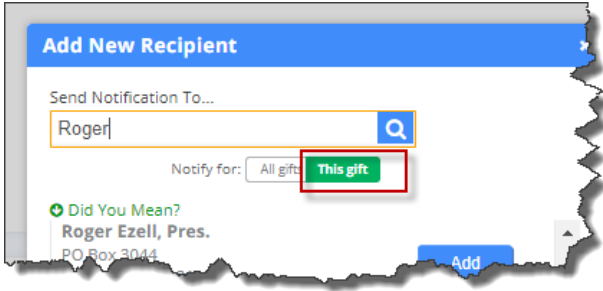 Add New Recipient
Send Notification To...
Roger
Notify for: All gifts This gift
Did You Mean?
Roger Ezell, Pres.
PO Box 3044
Add